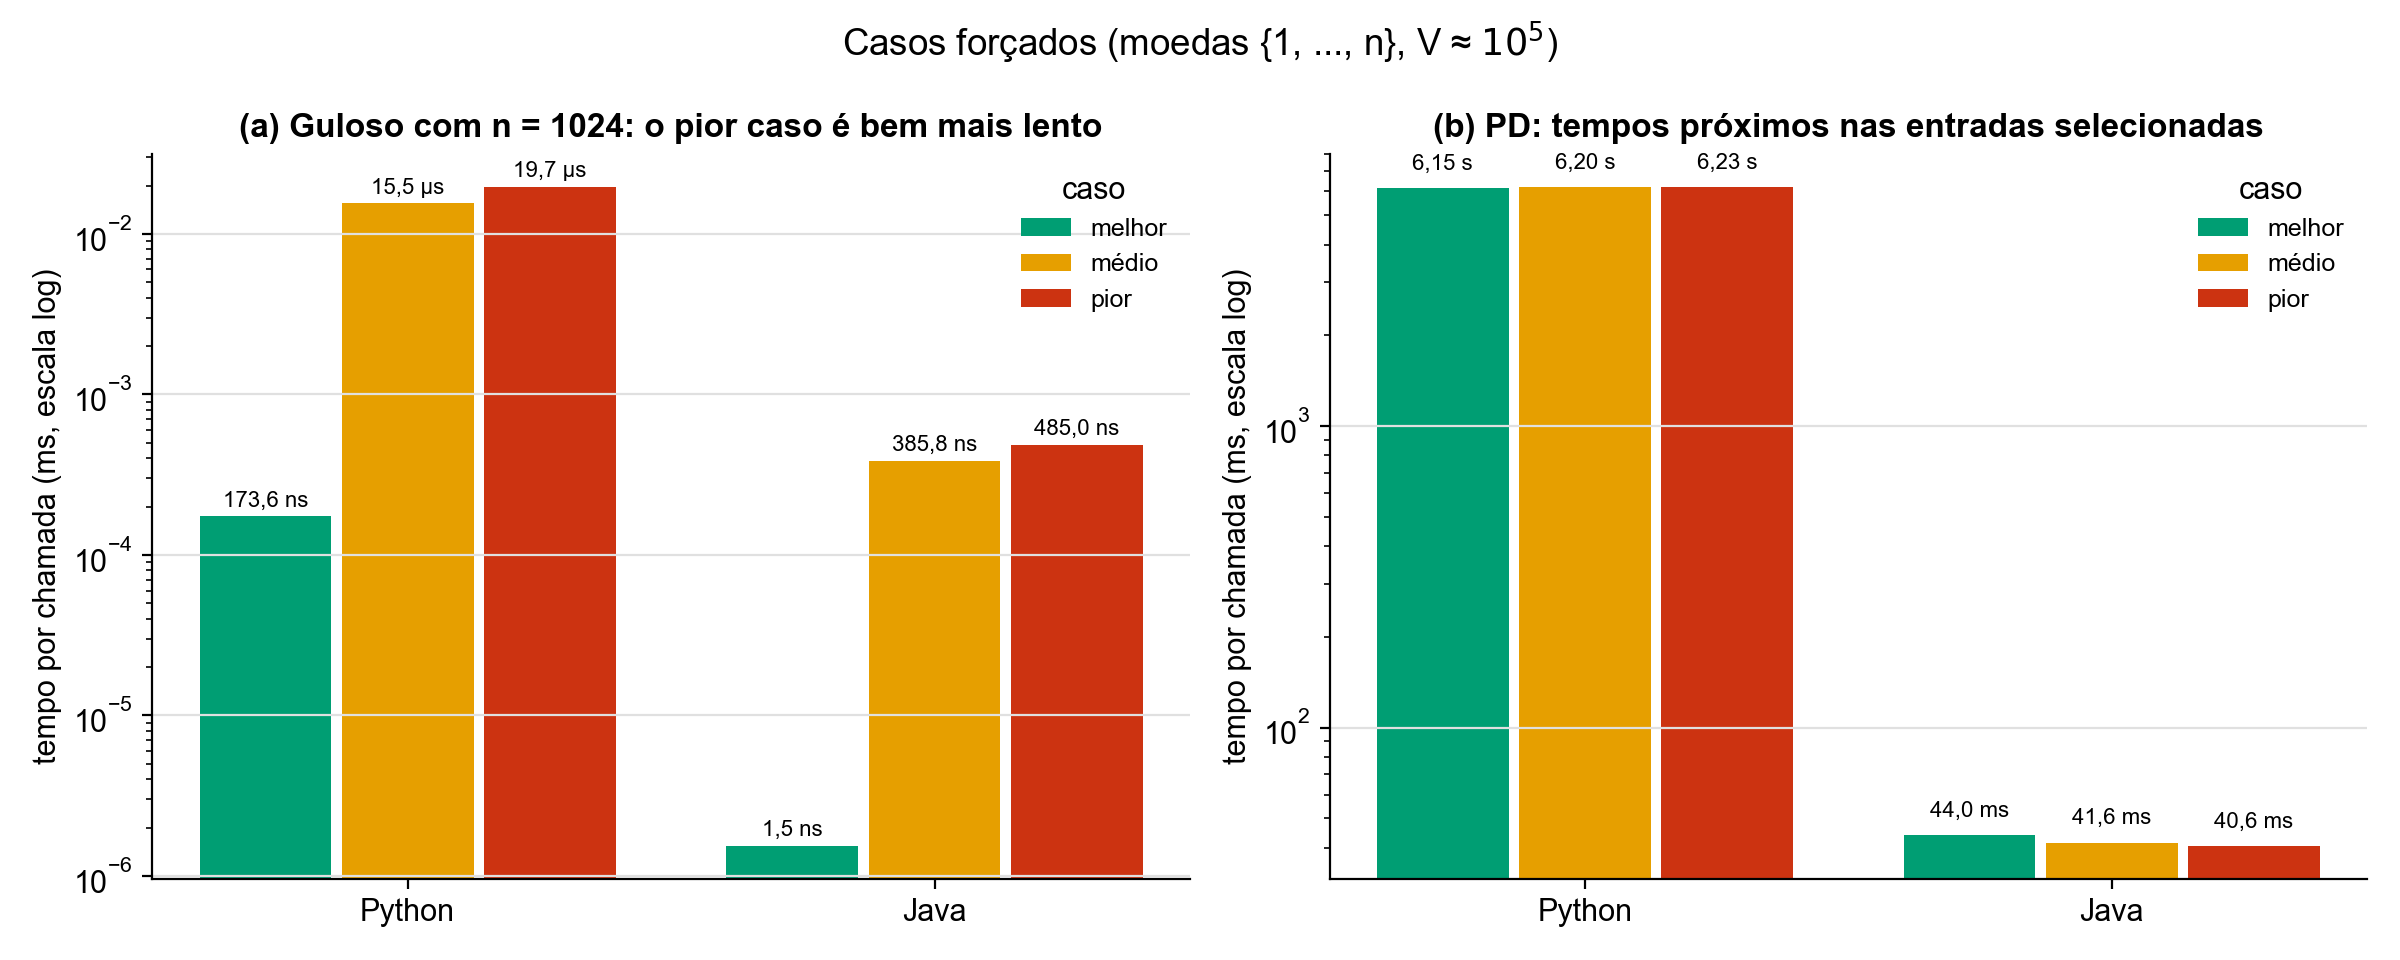 Casos forçados (moedas {1, ..., n}, V ≈ 10⁵)
(a) Guloso com n = 1024: o pior caso é bem mais lento
tempo por chamada (ms, escala log)
10⁻²
10⁻³
10⁻⁴
10⁻⁵
10⁻⁶
173,6 ns
15,5 µs
19,7 µs
1,5 ns
385,8 ns
485,0 ns
caso
melhor
médio
pior
Python
Java
(b) PD: tempos próximos nas entradas selecionadas
tempo por chamada (ms, escala log)
10³
10²
6,15 s
6,20 s
6,23 s
44,0 ms
41,6 ms
40,6 ms
caso
melhor
médio
pior
Python
Java